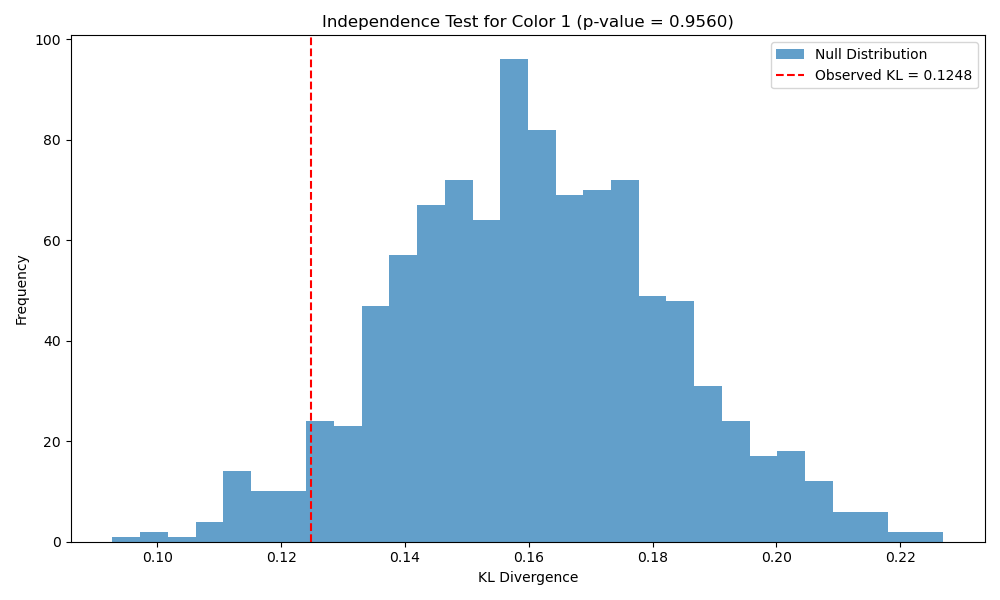 Independence Test for Color 1 (p-value = 0.9560)
Null Distribution
Observed KL = 0.1248
100
80
60
40
20
0
Frequency
0.10 0.12 0.14 0.16 0.18 0.20 0.22
KL Divergence